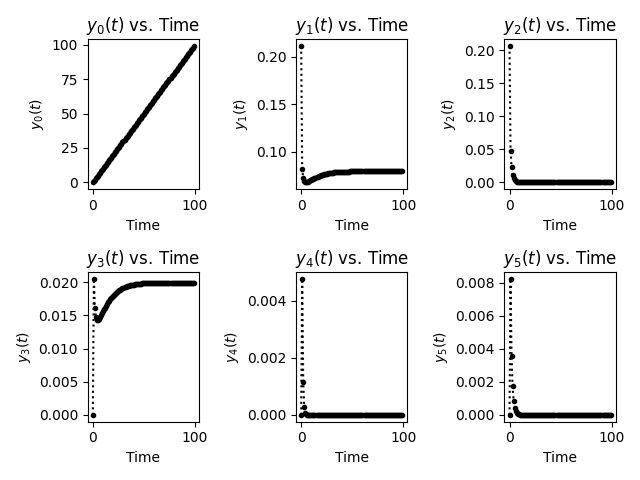 y₀(t) vs. Time
y₁(t) vs. Time
y₂(t) vs. Time
100
75
50
25
0
y₀(t)
0
100
Time
0.20
0.15
0.10
y₁(t)
0
100
Time
0.20
0.15
0.10
0.05
0.00
y₂(t)
0
100
Time
y₃(t) vs. Time
y₄(t) vs. Time
y₅(t) vs. Time
0.020
0.015
0.010
0.005
0.000
y₃(t)
0
100
Time
0.004
0.002
0.000
y₄(t)
0
100
Time
0.008
0.006
0.004
0.002
0.000
y₅(t)
0
100
Time